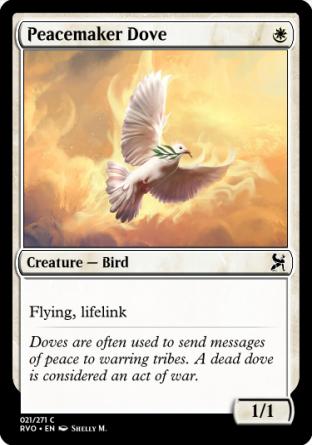 Peacemaker Dove
Creature — Bird
Flying, lifelink
Doves are often used to send messages
of peace to warring tribes. A dead dove
is considered an act of war.
1/1
021/271 C
RVO • EN Shelly M.